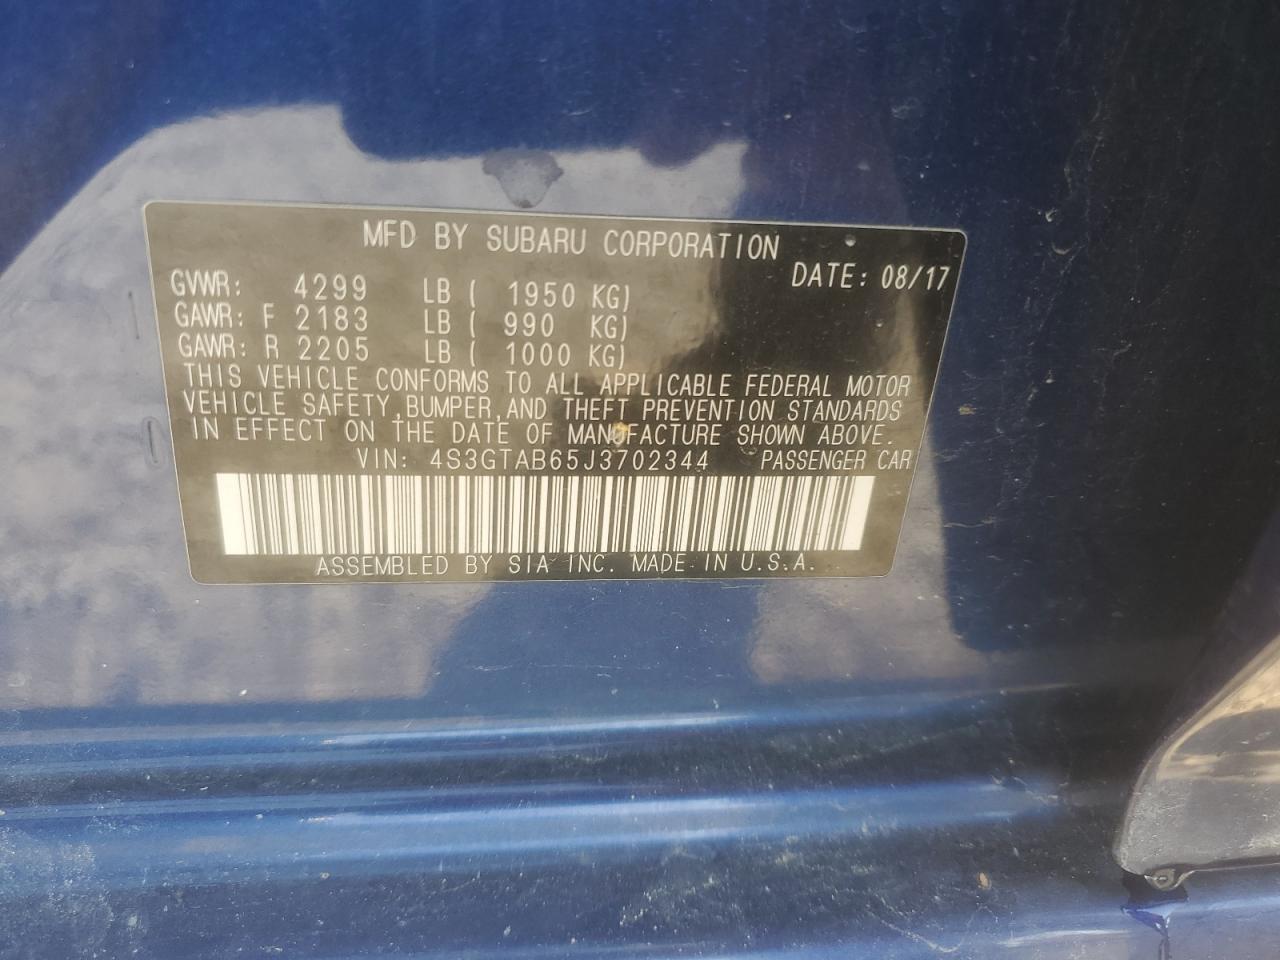 MFD BY SUBARU CORPORATION
DATE: 08/17
GVWR: 4299 LB ( 1950 KG)
GAWR: F 2183 LB ( 990 KG)
GAWR: R 2205 LB ( 1000 KG)
THIS VEHICLE CONFORMS TO ALL APPLICABLE FEDERAL MOTOR
VEHICLE SAFETY,BUMPER,AND THEFT PREVENTION STANDARDS
IN EFFECT ON THE DATE OF MANUFACTURE SHOWN ABOVE.
VIN: 4S3GTAB65J3702344 PASSENGER CAR
ASSEMBLED BY SIA INC. MADE IN U.S.A.